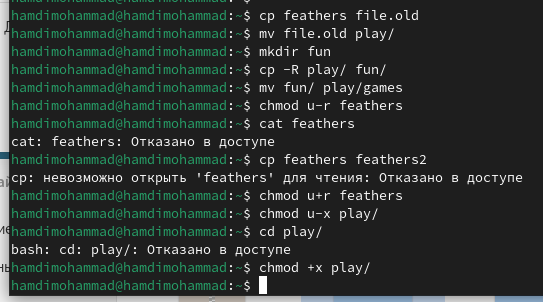 hamdimohammad@hamdimohammad:~$ cp feathers file.old
hamdimohammad@hamdimohammad:~$ mv file.old play/
hamdimohammad@hamdimohammad:~$ mkdir fun
hamdimohammad@hamdimohammad:~$ cp -R play/ fun/
hamdimohammad@hamdimohammad:~$ mv fun/ play/games
hamdimohammad@hamdimohammad:~$ chmod u-r feathers
hamdimohammad@hamdimohammad:~$ cat feathers
cat: feathers: Отказано в доступе
hamdimohammad@hamdimohammad:~$ cp feathers feathers2
cp: невозможно открыть 'feathers' для чтения: Отказано в доступе
hamdimohammad@hamdimohammad:~$ chmod u+r feathers
hamdimohammad@hamdimohammad:~$ chmod u-x play/
hamdimohammad@hamdimohammad:~$ cd play/
bash: cd: play/: Отказано в доступе
hamdimohammad@hamdimohammad:~$ chmod +x play/
hamdimohammad@hamdimohammad:~$